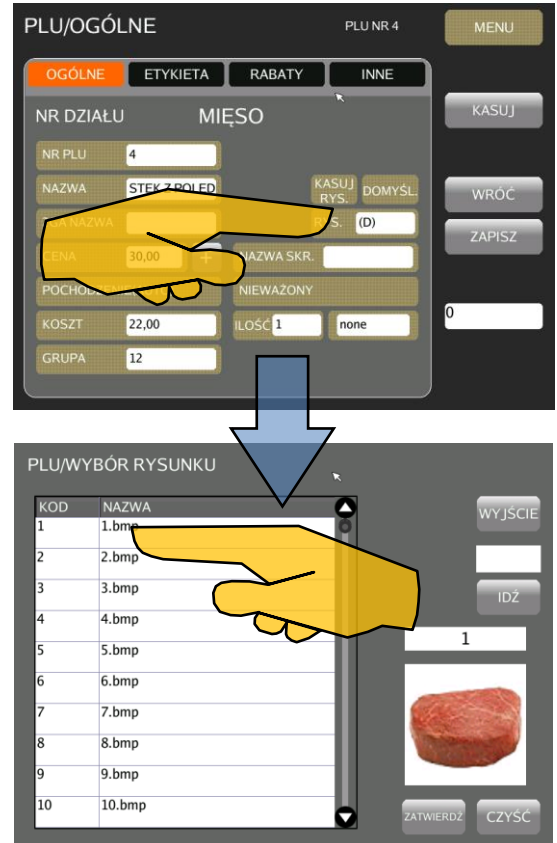 PLU/OGÓLNE PLU NR 4 MENU
OGÓLNE ETYKIETA RABATY INNE
NR DZIAŁU MIĘSO KASUJ
NR PLU 4
NAZWA STEK Z POLĘD KASUJ RYS. DOMYŚL. WRÓĆ
NAZWA (D) ZAPISZ
CENA 30,00 + NAZWA SKR.
NIEWAŻONY 0
KOSZT 22,00 ILOŚĆ 1 none
GRUPA 12
PLU/WYBÓR RYSUNKU
KOD NAZWA WYJŚCIE
1 1.bmp
2 2.bmp
3 3.bmp IDŹ
4 4.bmp 1
5 5.bmp
6 6.bmp
7 7.bmp
8 8.bmp
9 9.bmp
10 10.bmp ZATWIERDŹ CZYŚĆ